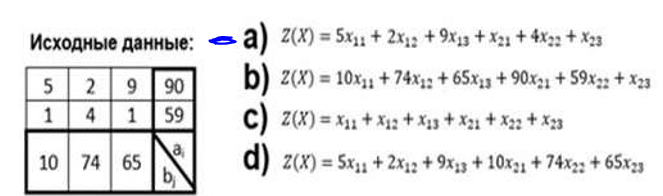 Исходные данные:
5 2 9 90
1 4 1 59
10 74 65 aᵢ bⱼ
a) Z(X) = 5x₁₁ + 2x₁₂ + 9x₁₃ + x₂₁ + 4x₂₂ + x₂₃
b) Z(X) = 10x₁₁ + 74x₁₂ + 65x₁₃ + 90x₂₁ + 59x₂₂ + x₂₃
c) Z(X) = x₁₁ + x₁₂ + x₁₃ + x₂₁ + x₂₂ + x₂₃
d) Z(X) = 5x₁₁ + 2x₁₂ + 9x₁₃ + 10x₂₁ + 74x₂₂ + 65x₂₃